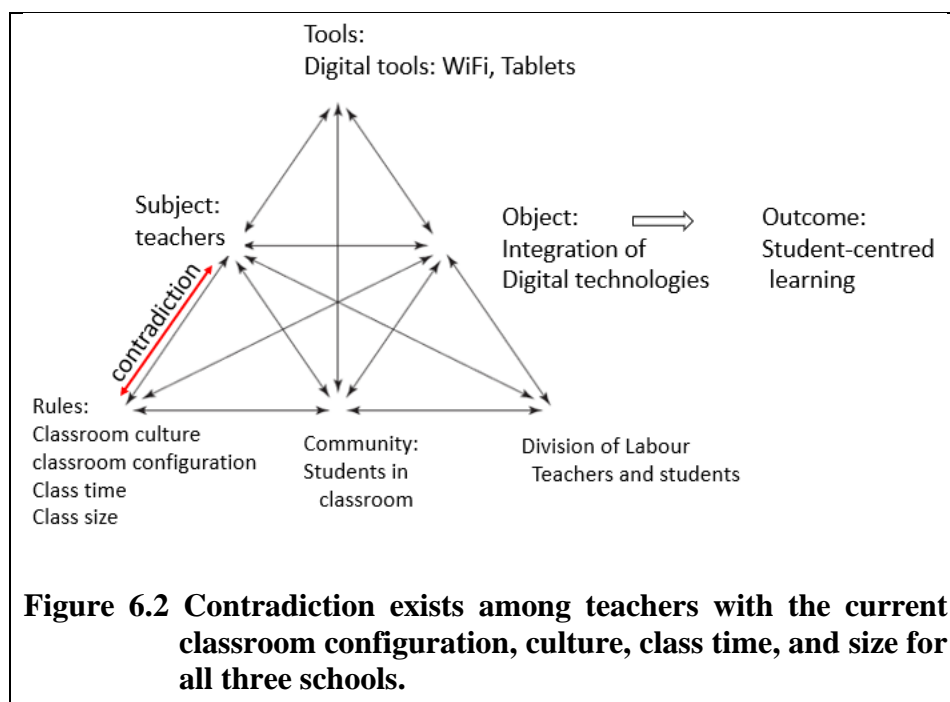 Tools:
Digital tools: WiFi, Tablets
Subject:
teachers
Object:
Integration of
Digital technologies
Outcome:
Student-centred
learning
contradiction
Rules:
Classroom culture
classroom configuration
Class time
Class size
Community:
Students in
classroom
Division of Labour
Teachers and students
Figure 6.2 Contradiction exists among teachers with the current
classroom configuration, culture, class time, and size for
all three schools.